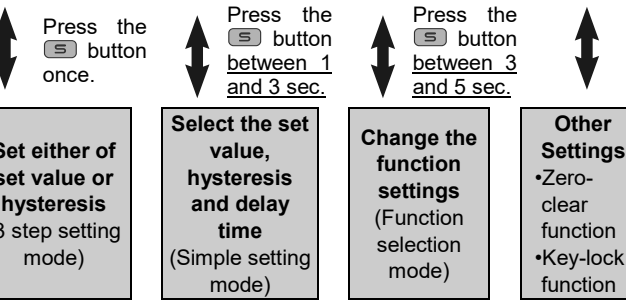 Press the
S button
once.
Press the
S button
between 1
and 3 sec.
Press the
S button
between 3
and 5 sec.
Set either of
set value or
hysteresis
3 step setting
mode)
Select the set
value,
hysteresis
and delay
time
(Simple setting
mode)
Change the
function
settings
(Function
selection
mode)
Other
Settings
•Zero-
clear
function
•Key-lock
function